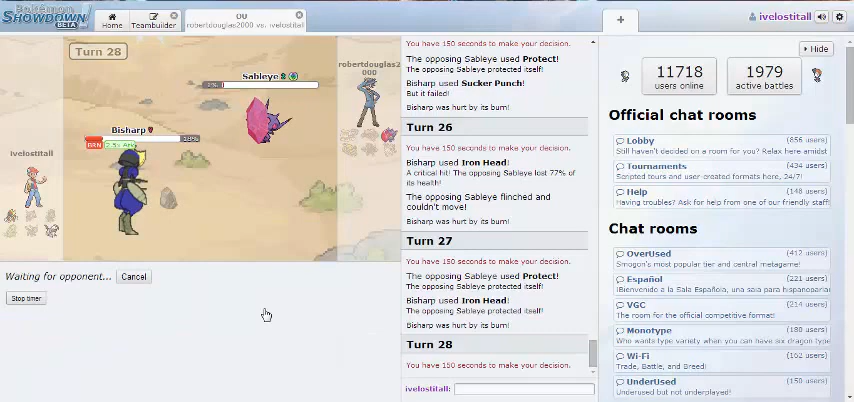 Pokémon
SHOWDOWN
BETA
Home
Teambuilder
OU
robertdouglas2000 vs. ivelostitall
+
ivelostitall
Turn 28
Sableye
1%
robertdouglas2
000
Bisharp
BRN
18%
ivelostitall
Waiting for opponent...
Cancel
Stop timer
You have 150 seconds to make your decision.
The opposing Sableye used Protect!
The opposing Sableye protected itself!
Bisharp used Sucker Punch!
But it failed!
Bisharp was hurt by its burn!
Turn 26
You have 150 seconds to make your decision.
Bisharp used Iron Head!
A critical hit! The opposing Sableye lost 77% of
its health!
The opposing Sableye flinched and
couldn't move!
Bisharp was hurt by its burn!
Turn 27
You have 150 seconds to make your decision.
The opposing Sableye used Protect!
The opposing Sableye protected itself!
Bisharp used Iron Head!
The opposing Sableye protected itself!
Bisharp was hurt by its burn!
Turn 28
You have 150 seconds to make your decision.
ivelostitall:
Hide
11718
users online
1979
active battles
Official chat rooms
Lobby
(856 users)
Still haven't decided on a room for you? Relax here amidst
Tournaments
(434 users)
Scripted tours and user-created formats here, 24/7!
Help
(148 users)
Having troubles? Ask for help from one of our friendly staff!
Chat rooms
OverUsed
(412 users)
Smogon's most popular tier and central metagame!
Español
(221 users)
¡Bienvenido a la Sala Española, una sala para hispanoparlan
VGC
(214 users)
The room for the official competitive format!
Monotype
(180 users)
Who wants type variety when you can have six dragon type
Wi-Fi
(162 users)
Trade, Battle, and Breed!
UnderUsed
(150 users)
Underused but not underplayed!